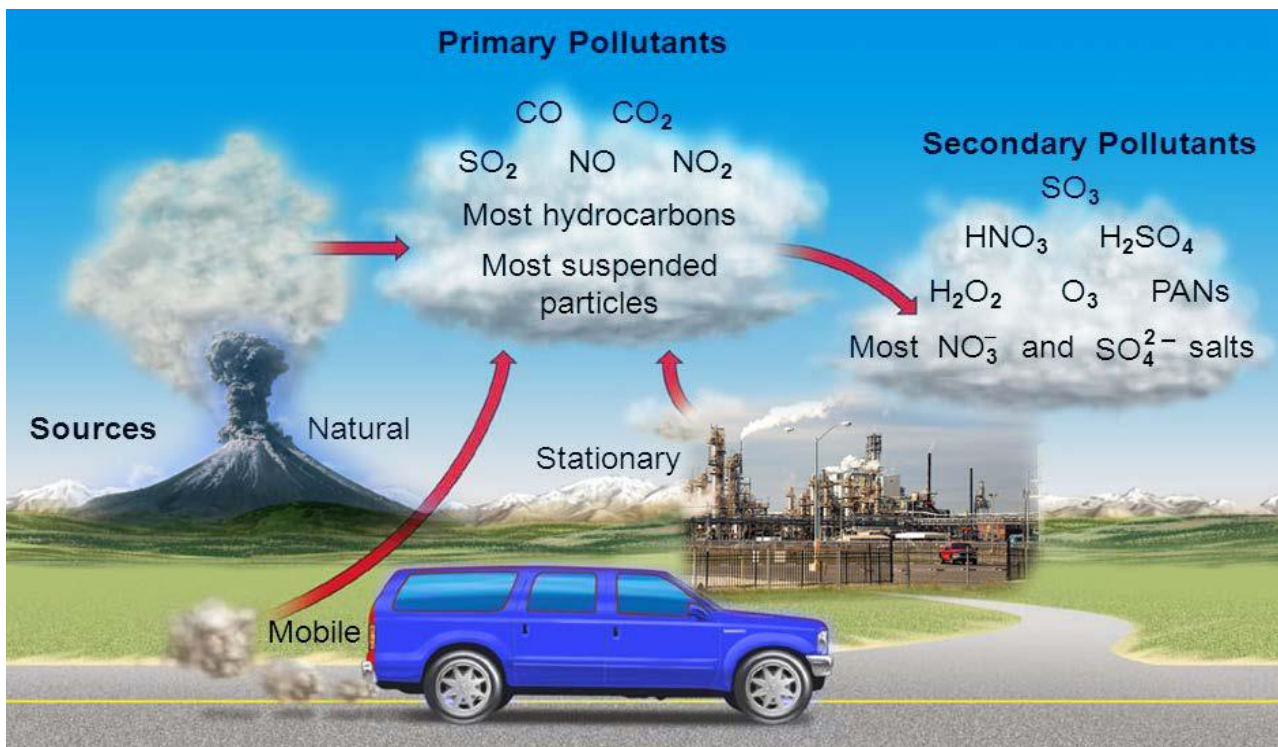 Primary Pollutants
CO CO₂
SO₂ NO NO₂
Most hydrocarbons
Most suspended
particles
Secondary Pollutants
SO₃
HNO₃ H₂SO₄
H₂O₂ O₃ PANs
Most NO₃⁻ and SO₄²⁻ salts
Sources
Natural
Stationary
Mobile